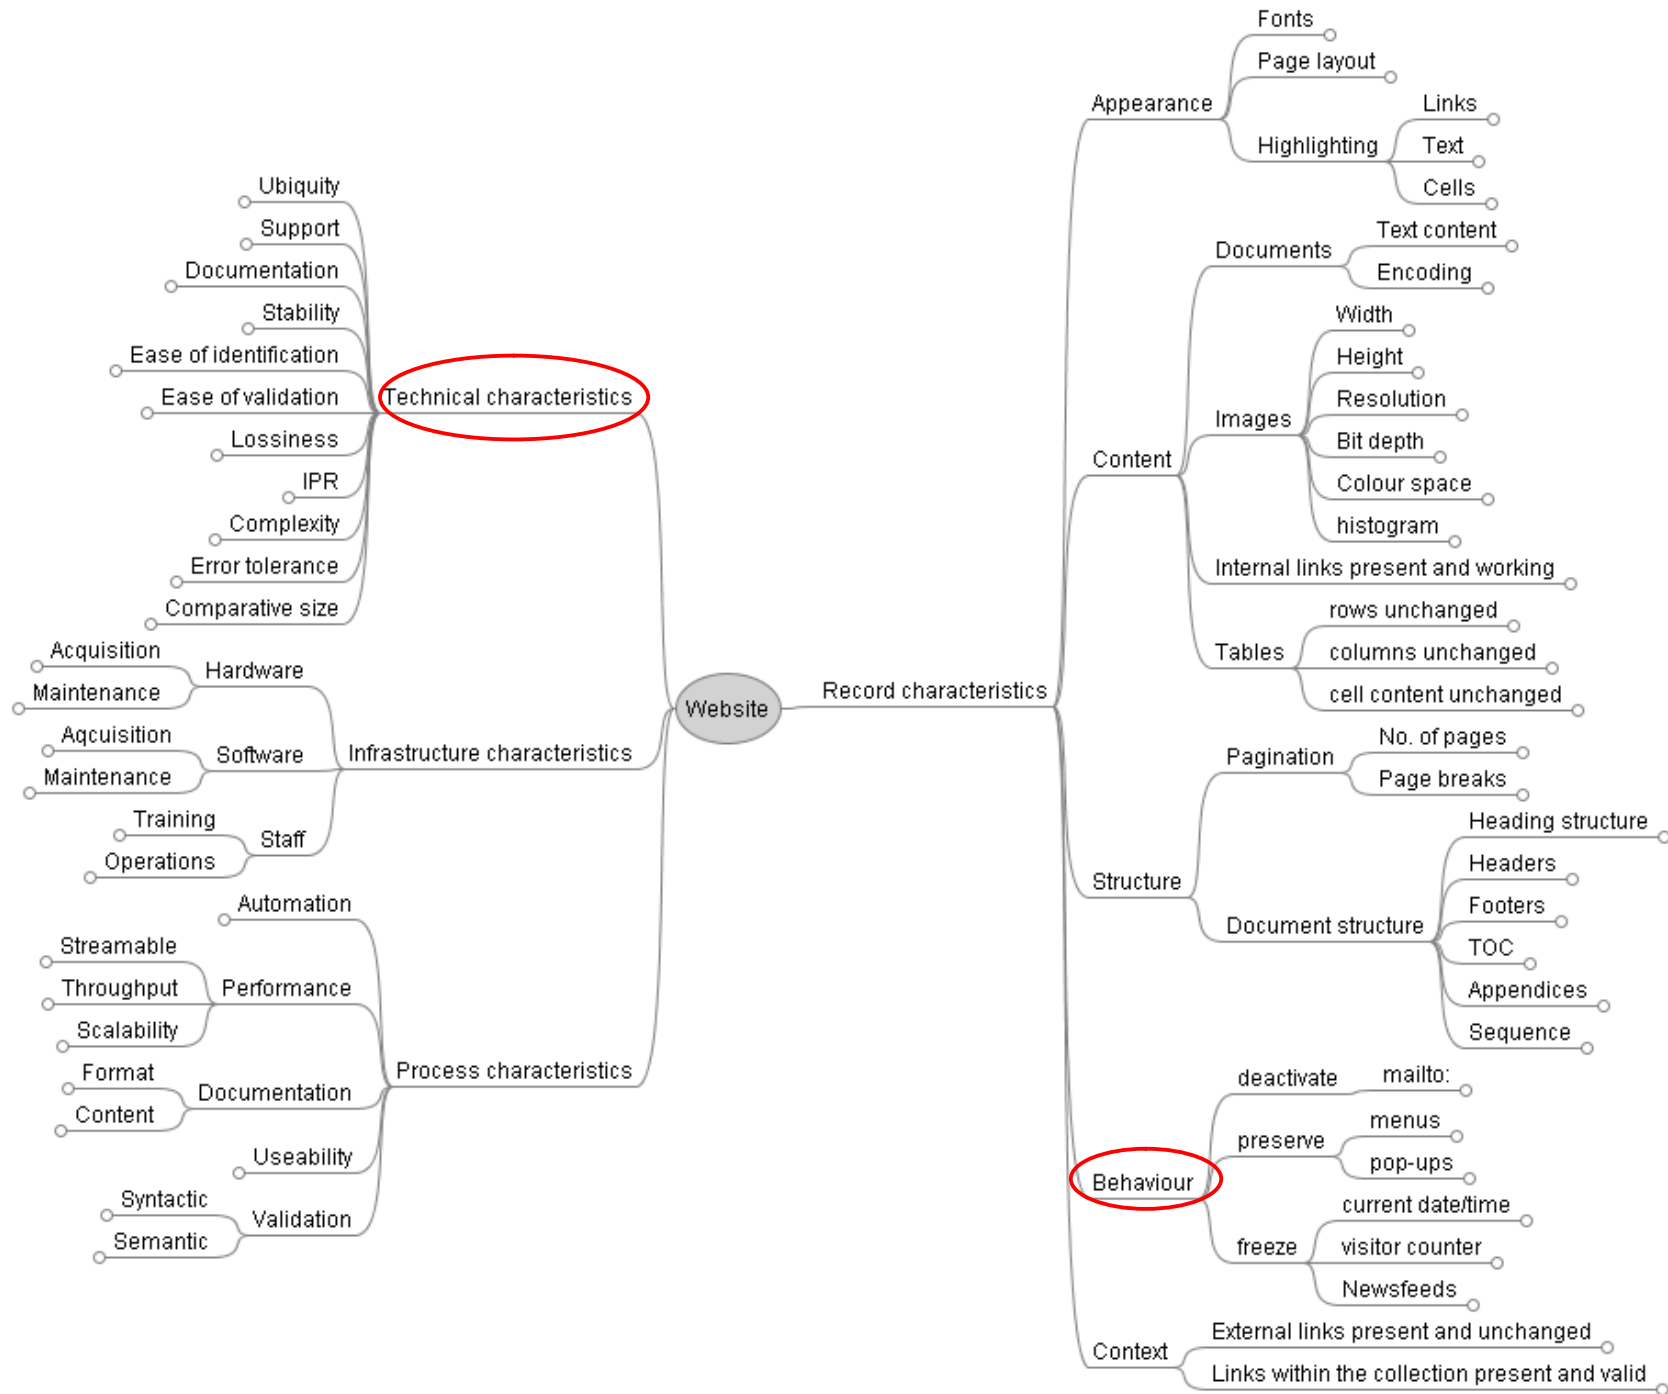 Website
Technical characteristics
Ubiquity
Support
Documentation
Stability
Ease of identification
Ease of validation
Lossiness
IPR
Complexity
Error tolerance
Comparative size
Infrastructure characteristics
Hardware
Acquisition
Maintenance
Software
Aqcuisition
Maintenance
Staff
Training
Operations
Process characteristics
Automation
Performance
Streamable
Throughput
Scalability
Documentation
Format
Content
Useability
Validation
Syntactic
Semantic
Record characteristics
Appearance
Fonts
Page layout
Highlighting
Links
Text
Cells
Content
Documents
Text content
Encoding
Images
Width
Height
Resolution
Bit depth
Colour space
histogram
Internal links present and working
Tables
rows unchanged
columns unchanged
cell content unchanged
Structure
Pagination
No. of pages
Page breaks
Document structure
Heading structure
Headers
Footers
TOC
Appendices
Sequence
Behaviour
deactivate
mailto:
preserve
menus
pop-ups
freeze
current date/time
visitor counter
Newsfeeds
Context
External links present and unchanged
Links within the collection present and valid